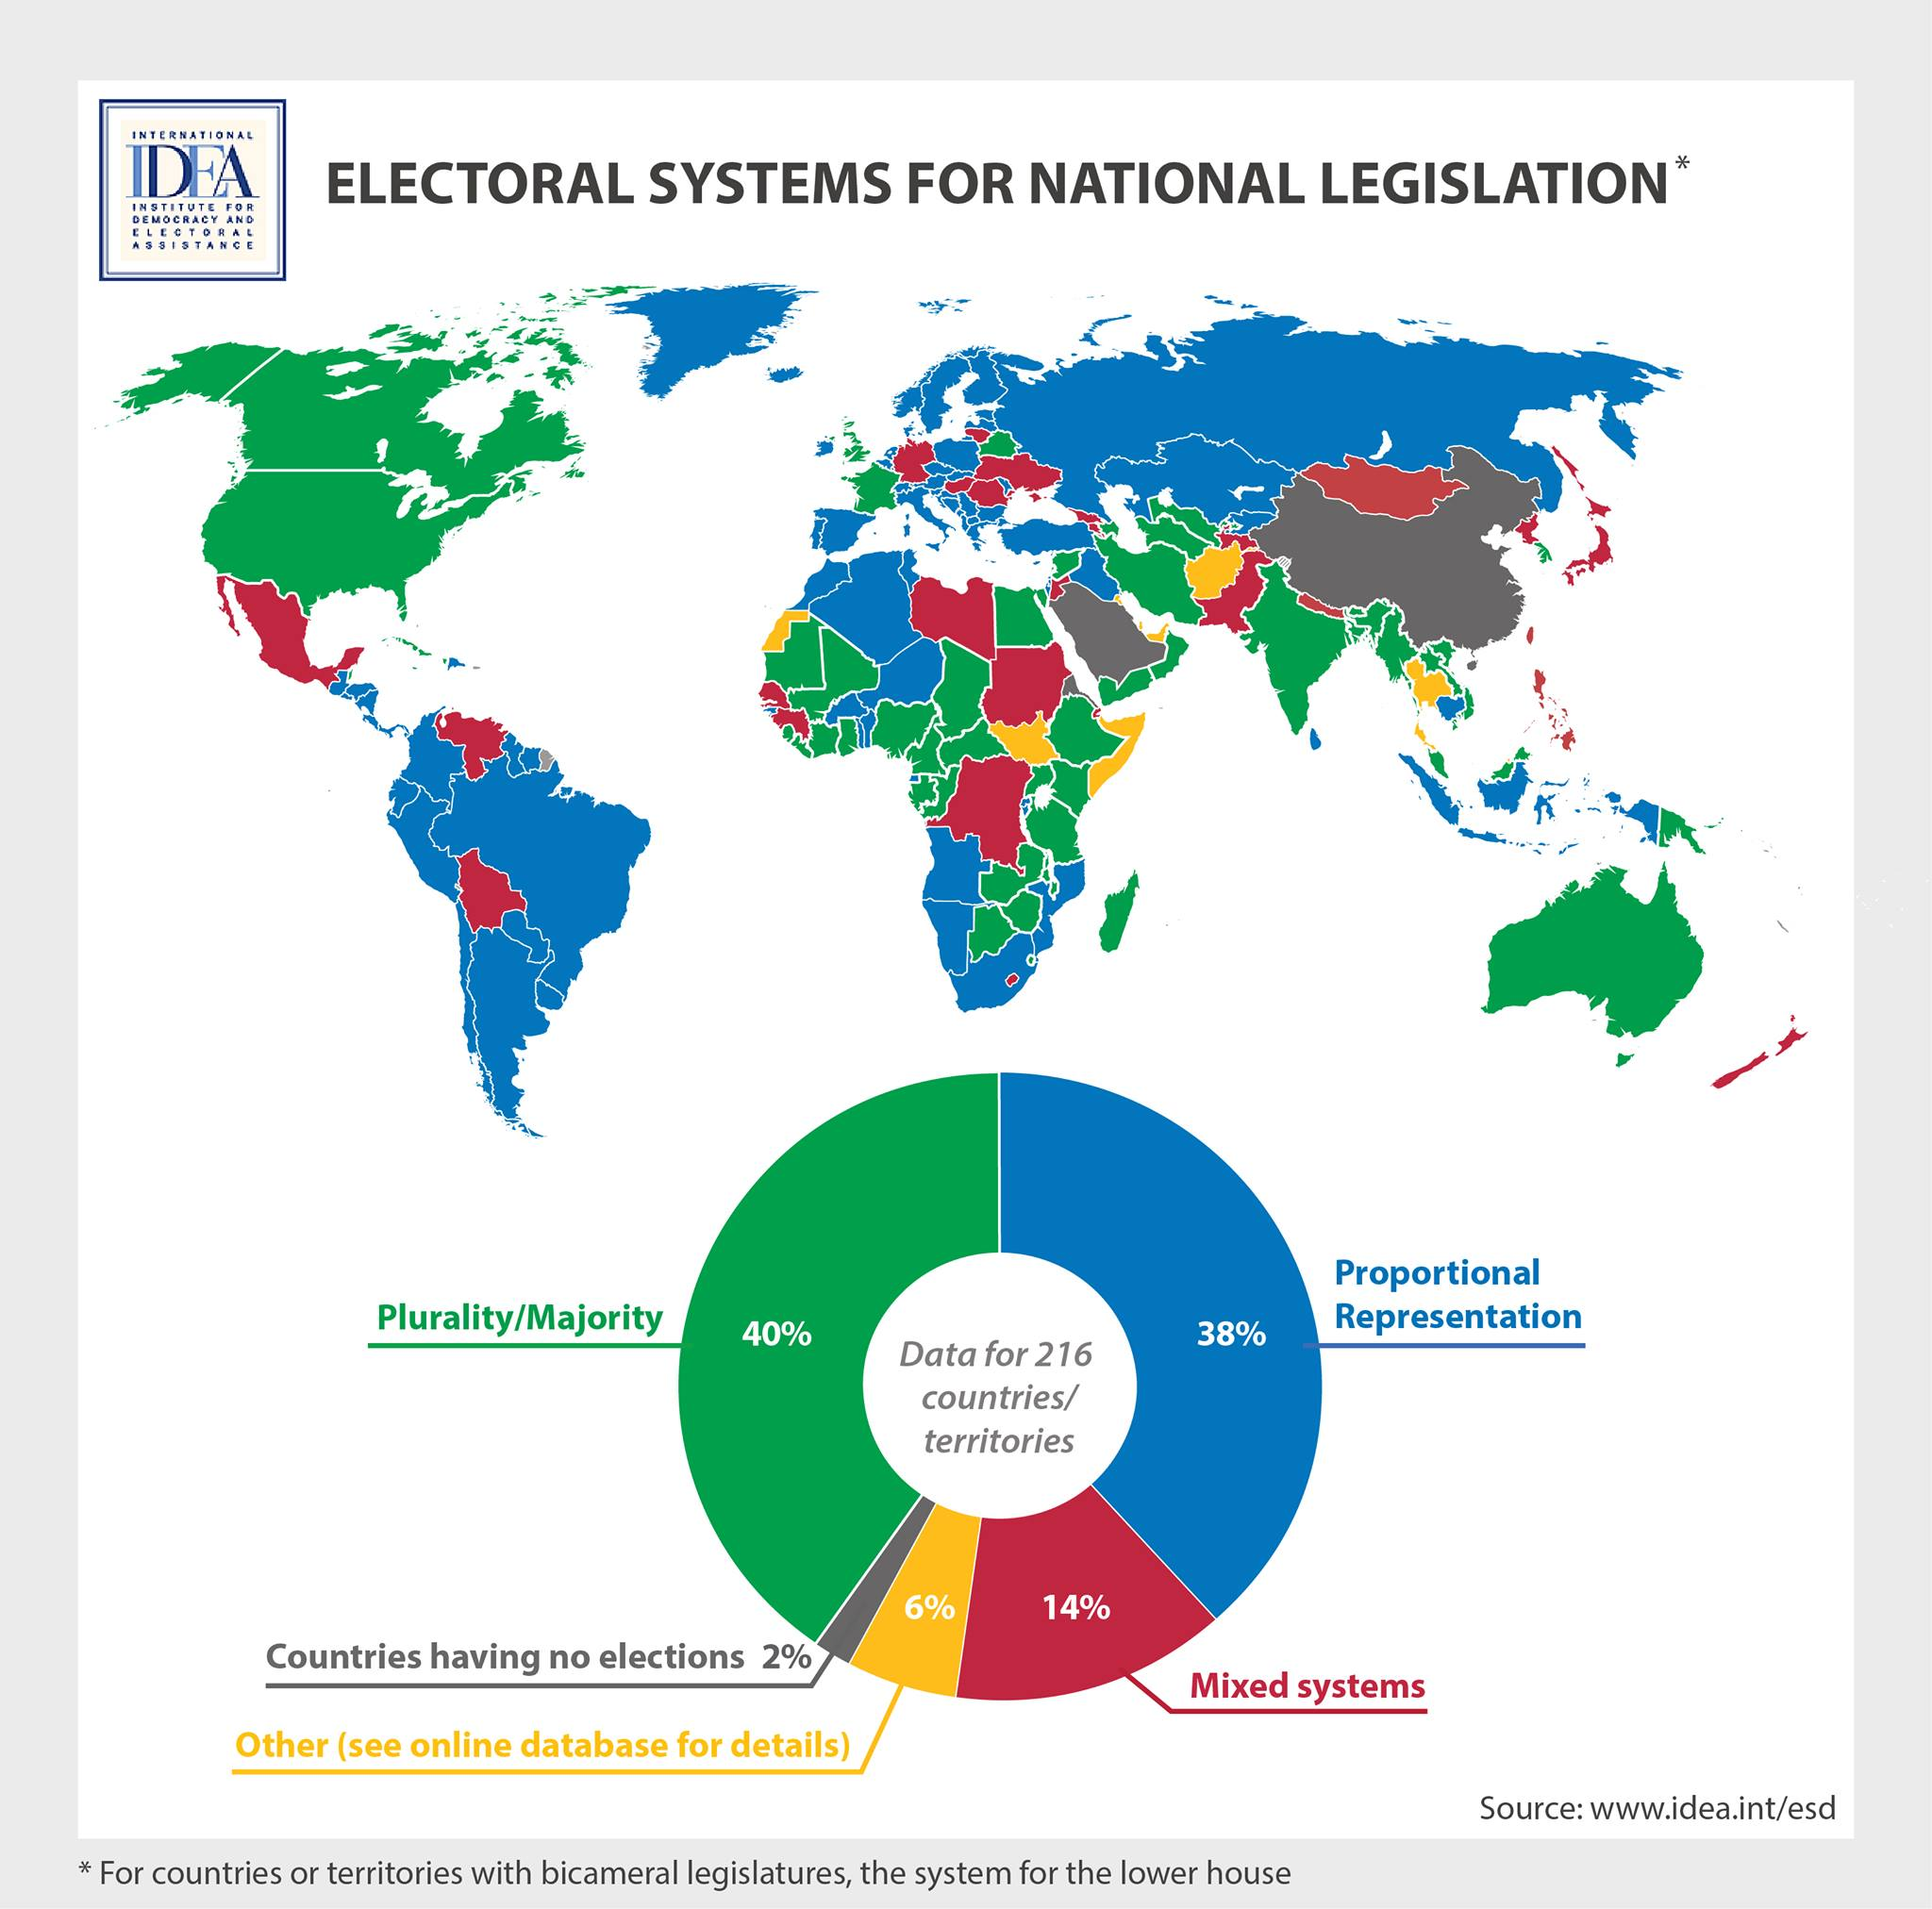 INTERNATIONAL
IDEA
INSTITUTE FOR
DEMOCRACY AND
ELECTORAL
ASSISTANCE
ELECTORAL SYSTEMS FOR NATIONAL LEGISLATION*
Proportional
Representation
Plurality/Majority
40%
38%
Data for 216
countries/
territories
6%
14%
Countries having no elections 2%
Mixed systems
Other (see online database for details)
Source: www.idea.int/esd
* For countries or territories with bicameral legislatures, the system for the lower house